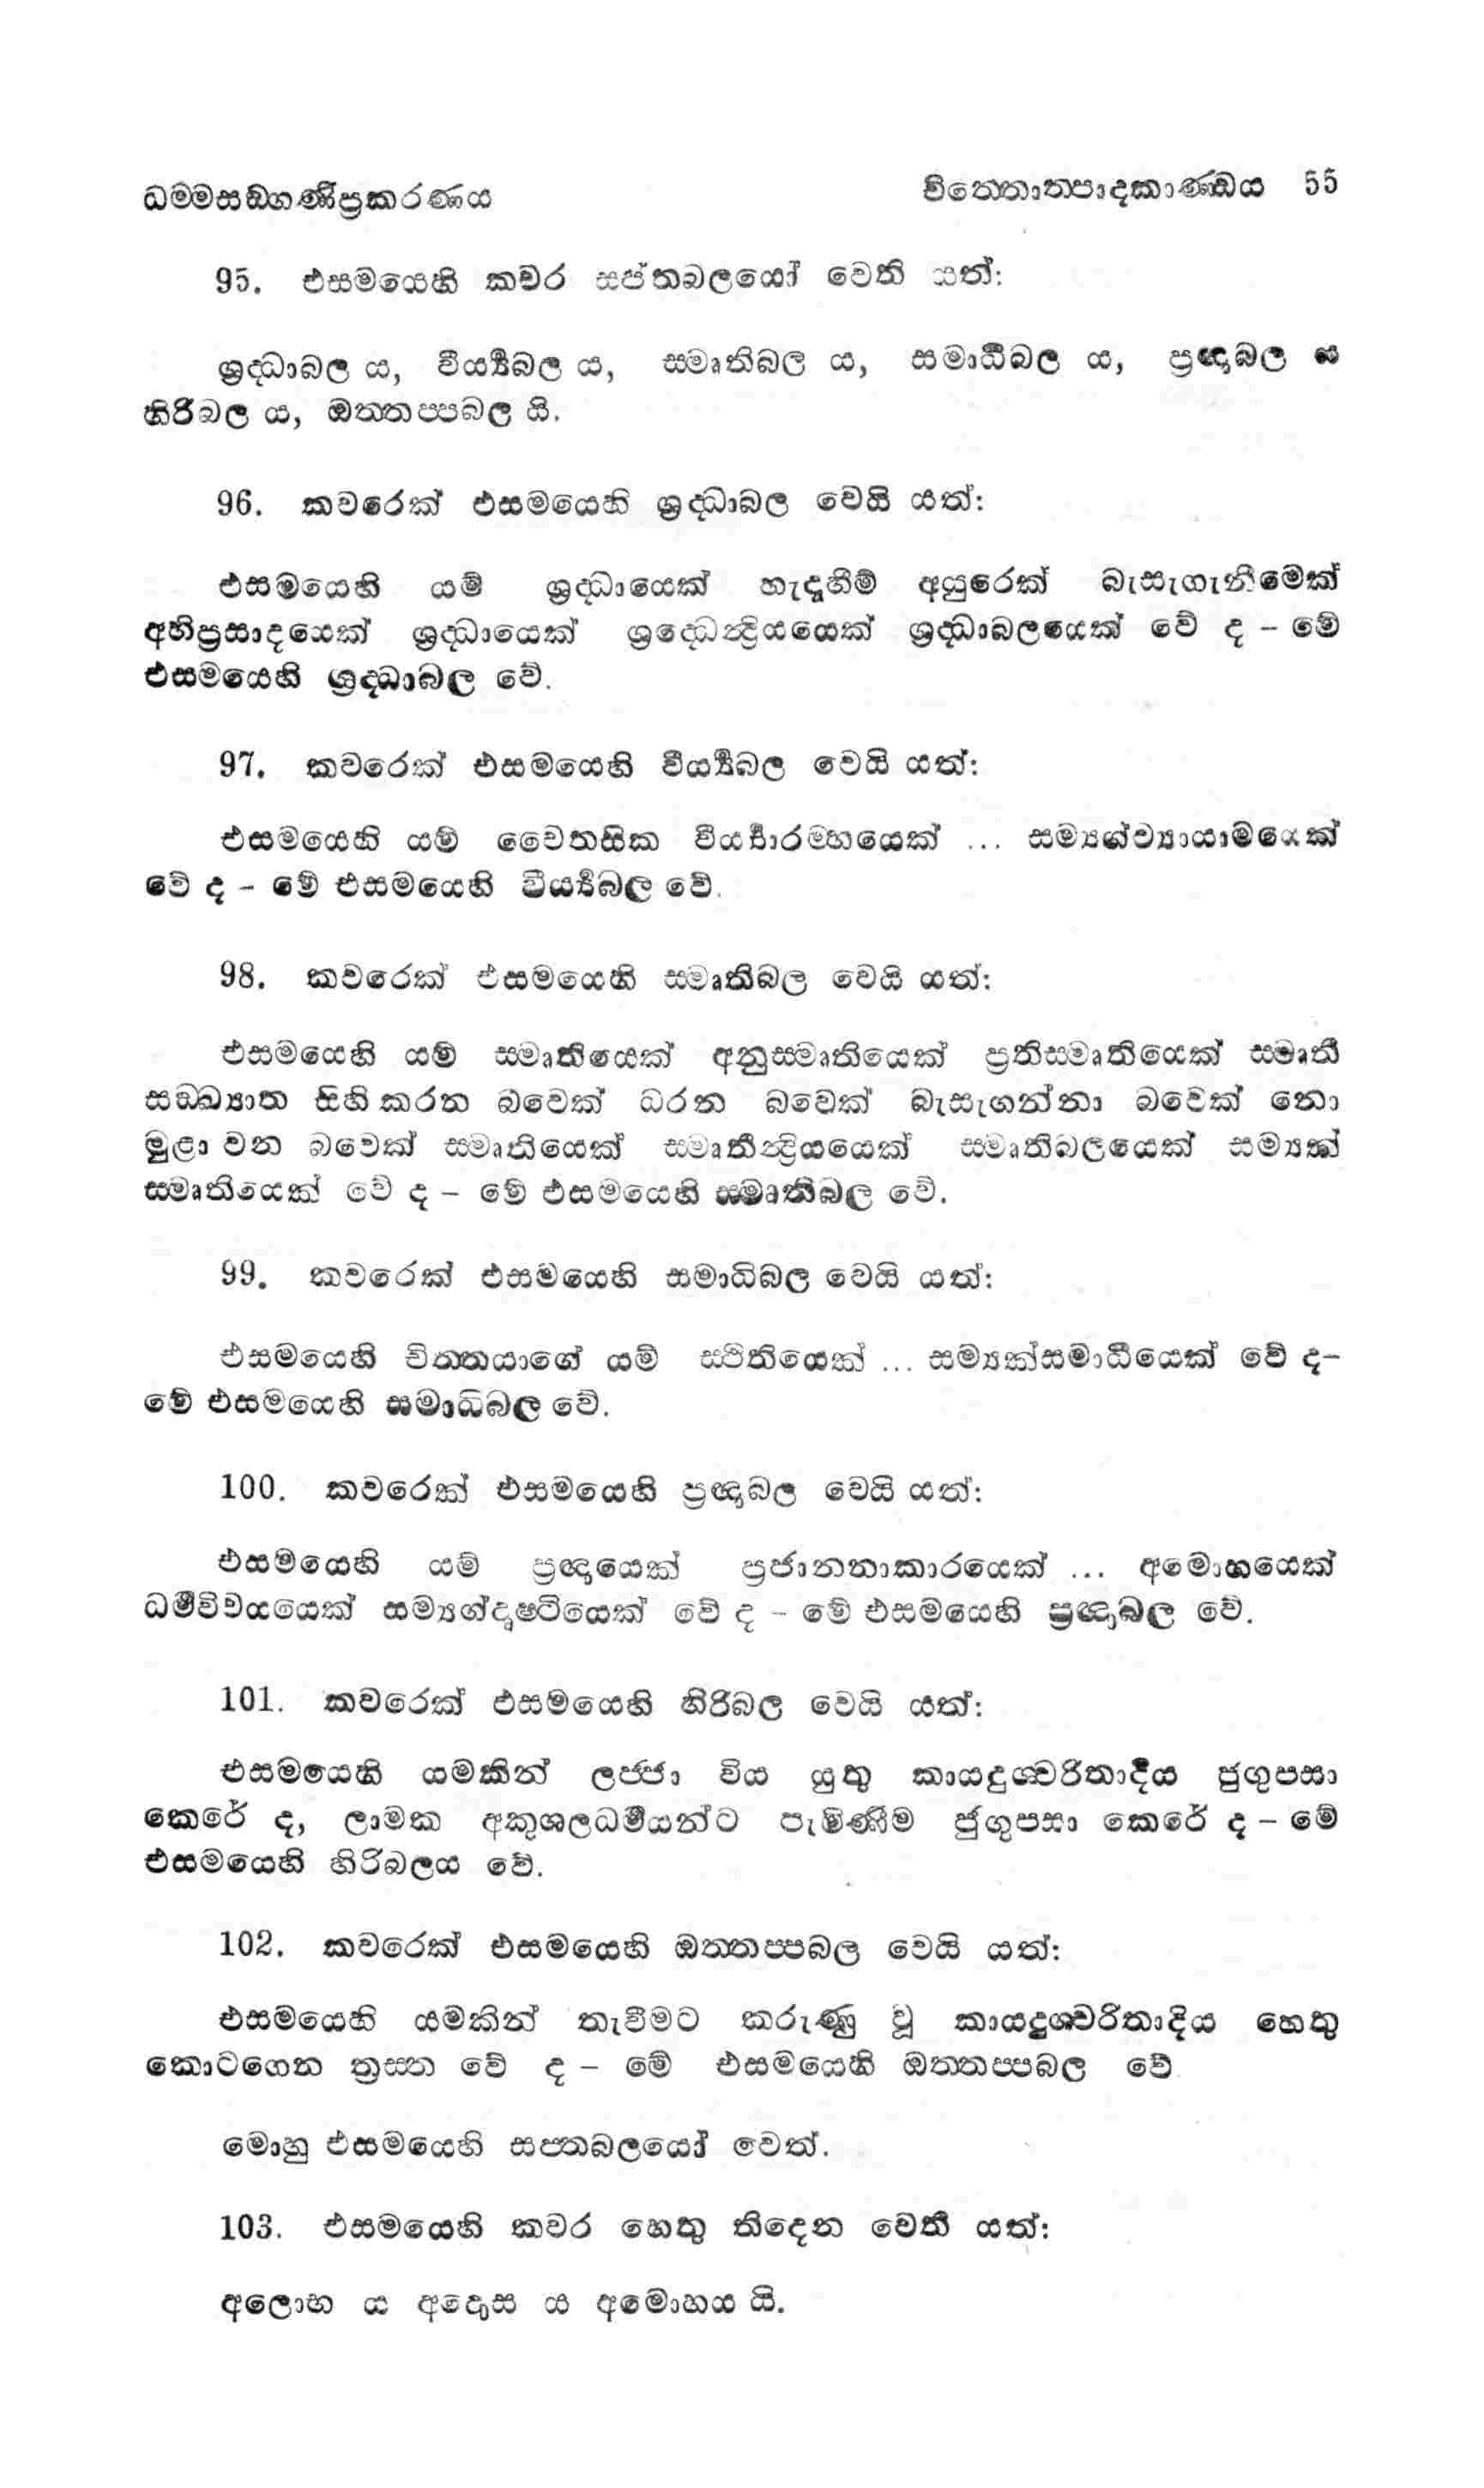 ධම්මසඞ්ගණිප්‍රකරණය
චිත්තොත්පාදකාණ්ඩය 55
95. එසමයෙහි කවර සප්තබලයෝ වෙති යත්:
ශ්‍රද්ධාබල ය, වීර්‍ය්‍යබල ය, ස්මෘතිබල ය, සමාධිබල ය, ප්‍රඥාබල ය
හිරිබල ය, ඔත්තප්පබල යි.
96. කවරෙක් එසමයෙහි ශ්‍රද්ධාබල වෙයි යත්:
එසමයෙහි යම් ශ්‍රද්ධායෙක් හැදැහීම් අයුරෙක් බැසැගැනීමෙක්
අභිප්‍රසාදයෙක් ශ්‍රද්ධායෙක් ශ්‍රද්ධෙන්ද්‍රියයෙක් ශ්‍රද්ධාබලයෙක් වේ ද – මේ
එසමයෙහි ශ්‍රද්ධාබල වේ.
97. කවරෙක් එසමයෙහි වීර්‍ය්‍යබල වෙයි යත්:
එසමයෙහි යම් චෛතසික වීර්‍ය්‍යාරම්භයෙක් ... සම්‍යග්ව්‍යායාමයෙක්
වේ ද – මේ එසමයෙහි වීර්‍ය්‍යබල වේ.
98. කවරෙක් එසමයෙහි ස්මෘතිබල වෙයි යත්:
එසමයෙහි යම් ස්මෘතියෙක් අනුස්මෘතියෙක් ප්‍රතිස්මෘතියෙක් ස්මෘති
සඞ්ඛ්‍යාත සිහි කරන බවෙක් ධරන බවෙක් බැසැගන්නා බවෙක් නො
මුළා වන බවෙක් ස්මෘතියෙක් ස්මෘතීන්ද්‍රියයෙක් ස්මෘතිබලයෙක් සම්‍යක්
ස්මෘතියෙක් වේ ද – මේ එසමයෙහි ස්මෘතිබල වේ.
99. කවරෙක් එසමයෙහි සමාධිබල වෙයි යත්:
එසමයෙහි චිත්තයාගේ යම් ස්ථිතියෙක් ... සම්‍යක්සමාධියෙක් වේ ද–
මේ එසමයෙහි සමාධිබල වේ.
100. කවරෙක් එසමයෙහි ප්‍රඥාබල වෙයි යත්:
එසමයෙහි යම් ප්‍රඥායෙක් ප්‍රජානනාකාරයෙක් ... අමොහයෙක්
ධර්‍මවිචයයෙක් සම්‍යග්දෘෂ්ටියෙක් වේ ද – මේ එසමයෙහි ප්‍රඥාබල වේ.
101. කවරෙක් එසමයෙහි හිරිබල වෙයි යත්:
එසමයෙහි යමකින් ලජ්ජා විය යුතු කායදුශ්චරිතාදිය ජුගුප්සා
කෙරේ ද, ලාමක අකුශලධර්‍මයන්ට පැමිණීම ජුගුප්සා කෙරේ ද – මේ
එසමයෙහි හිරිබලය වේ.
102. කවරෙක් එසමයෙහි ඔත්තප්පබල වෙයි යත්:
එසමයෙහි යමකින් තැවීමට කරුණු වූ කායදුශ්චරිතාදිය හෙතු
කොටගෙන ත්‍රස්ත වේ ද – මේ එසමයෙහි ඔත්තප්පබල වේ
මොහු එසමයෙහි සප්තබලයෝ වෙත්.
103. එසමයෙහි කවර හෙතු තිදෙන වෙති යත්:
අලොභ ය අදොස ය අමොහය යි.